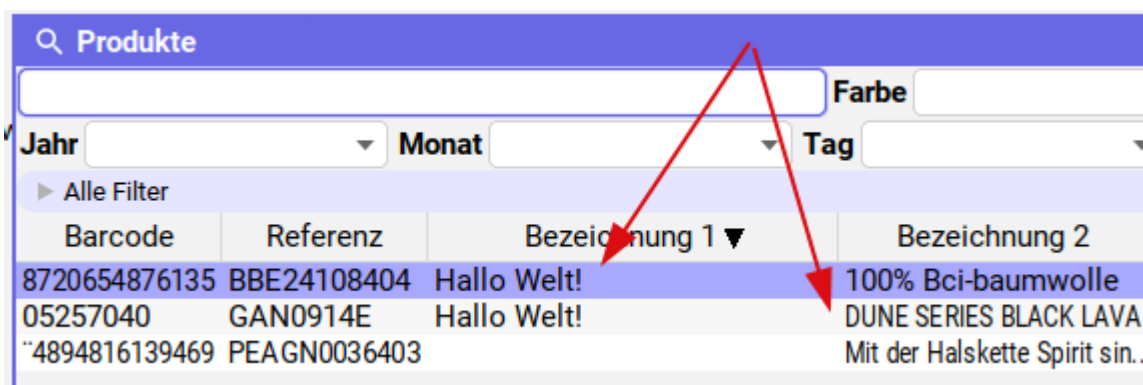 Produkte
Farbe
Jahr Monat Tag
Alle Filter
Barcode Referenz Bezeichnung 1 Bezeichnung 2
8720654876135 BBE24108404 Hallo Welt! 100% Bci-baumwolle
05257040 GAN0914E Hallo Welt! DUNE SERIES BLACK LAVA
¨4894816139469 PEAGN0036403 Mit der Halskette Spirit sin...